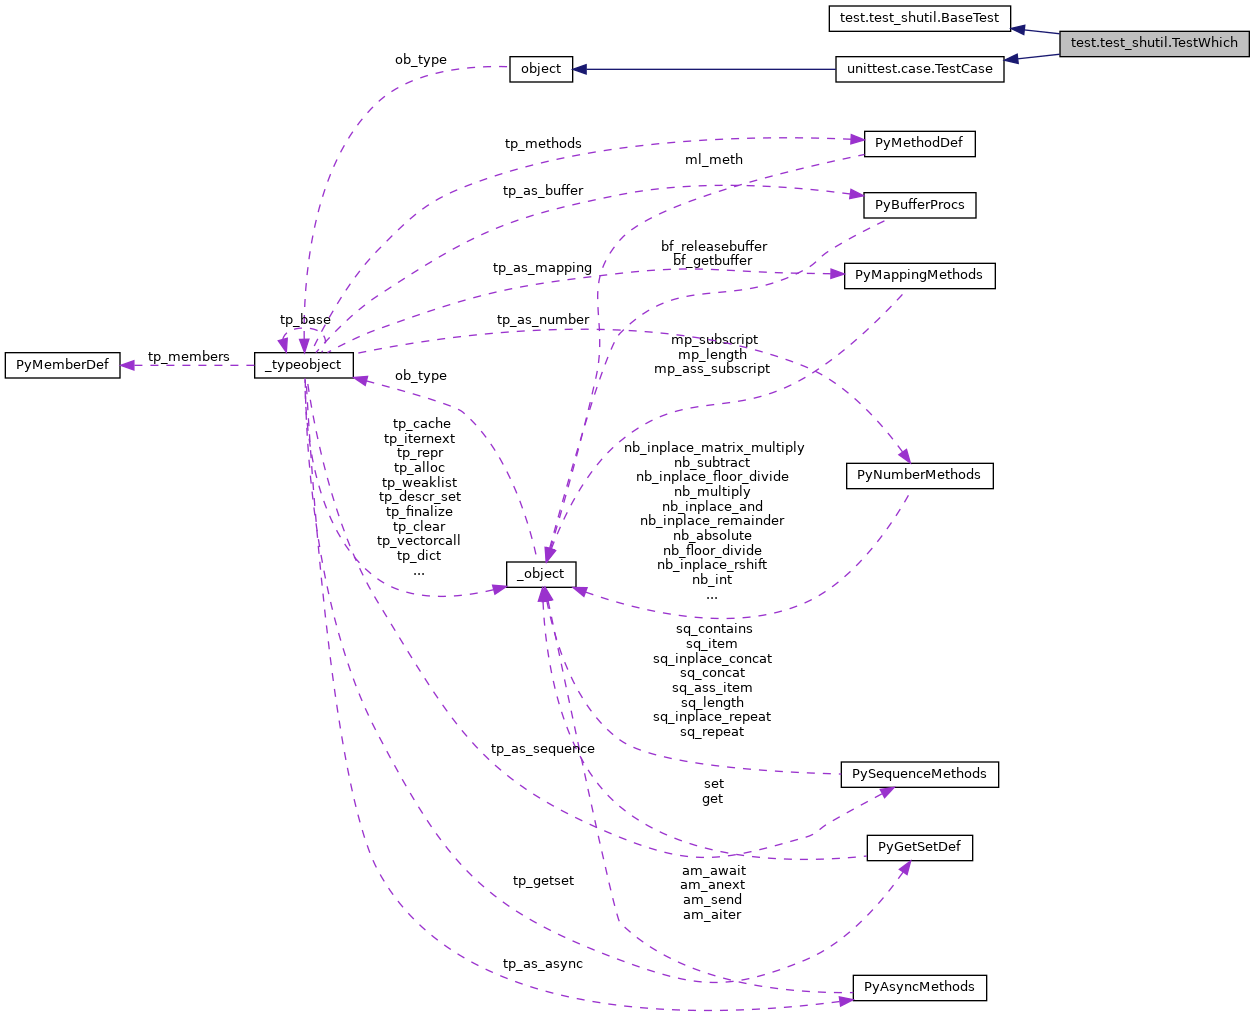 test.test_shutil.BaseTest
test.test_shutil.TestWhich
ob_type
object
unittest.case.TestCase
tp_methods
PyMethodDef
ml_meth
tp_as_buffer
PyBufferProcs
bf_releasebuffer
bf_getbuffer
tp_as_mapping
PyMappingMethods
tp_base
tp_as_number
mp_subscript
mp_length
mp_ass_subscript
PyMemberDef
tp_members
_typeobject
ob_type
tp_cache
tp_iternext
tp_repr
tp_alloc
tp_weaklist
tp_descr_set
tp_finalize
tp_clear
tp_vectorcall
tp_dict
...
nb_inplace_matrix_multiply
nb_subtract
nb_inplace_floor_divide
nb_multiply
nb_inplace_and
nb_inplace_remainder
nb_absolute
nb_floor_divide
nb_inplace_rshift
nb_int
...
PyNumberMethods
_object
sq_contains
sq_item
sq_inplace_concat
sq_concat
sq_ass_item
sq_length
sq_inplace_repeat
sq_repeat
tp_as_sequence
PySequenceMethods
set
get
PyGetSetDef
tp_getset
am_await
am_anext
am_send
am_aiter
tp_as_async
PyAsyncMethods